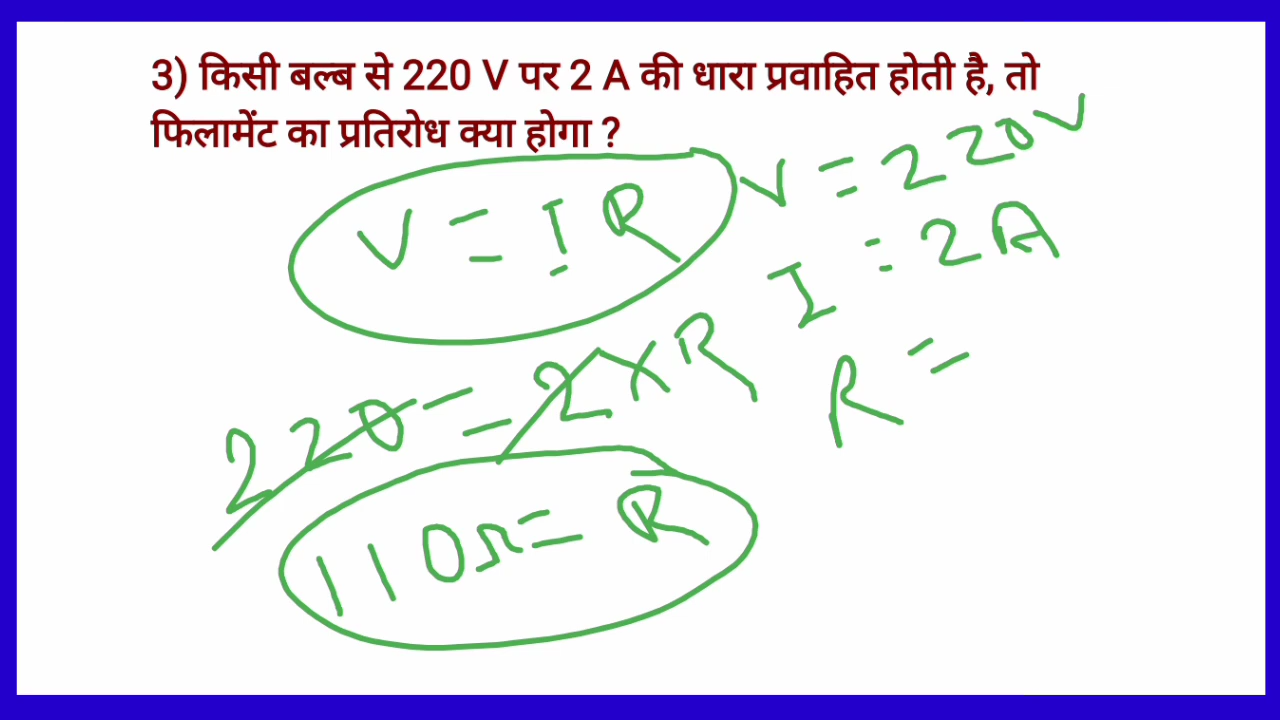 3) किसी बल्ब से 220 V पर 2 A की धारा प्रवाहित होती है, तो
फिलामेंट का प्रतिरोध क्या होगा ?
V = IR
V = 220V
I = 2A
R =
220 = 2 X R
110Ω = R